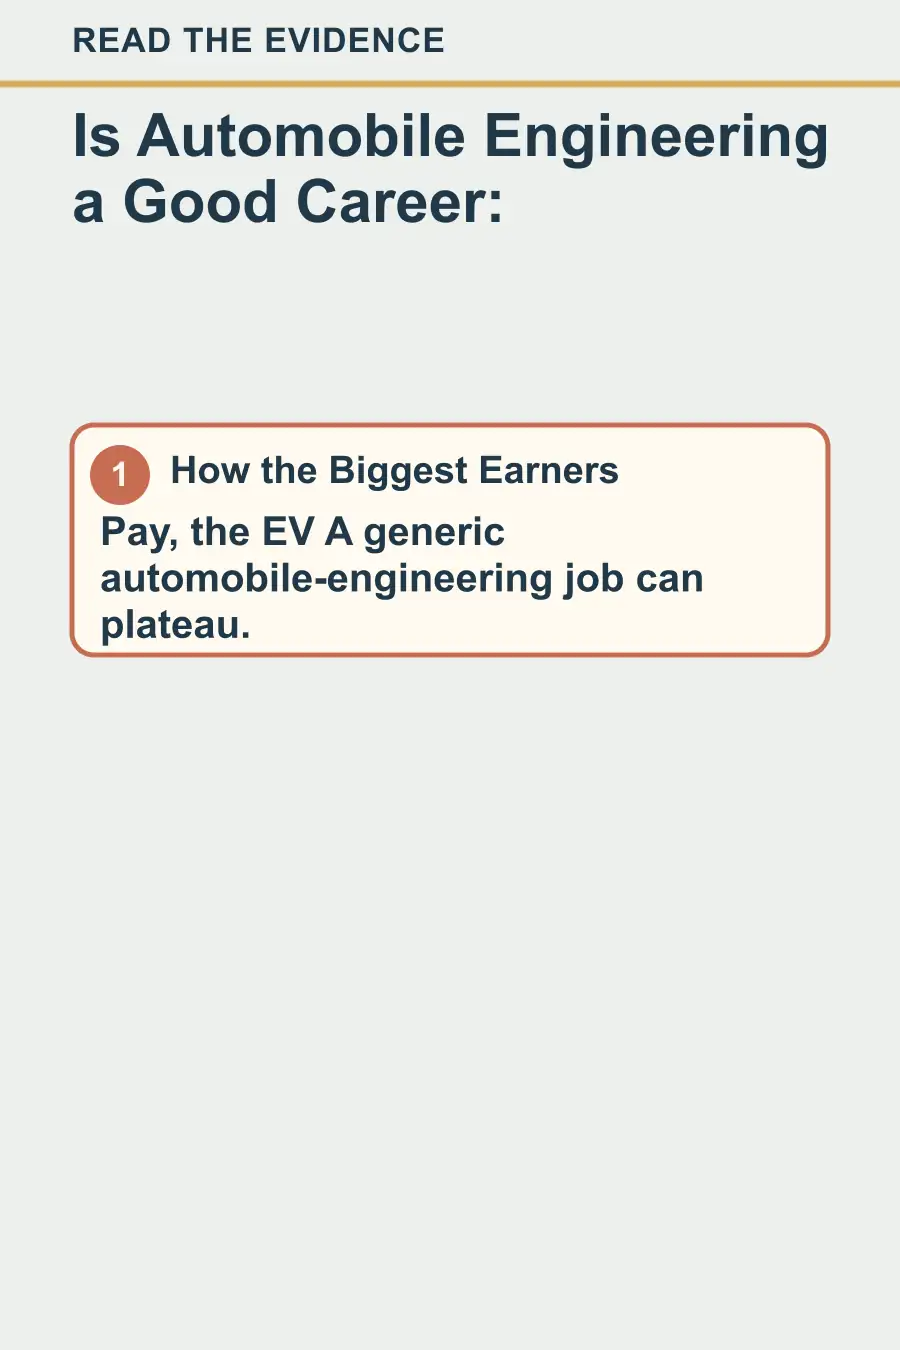 READ THE EVIDENCE
Is Automobile Engineering
a Good Career:
1 How the Biggest Earners
Pay, the EV A generic
automobile-engineering job can
plateau.